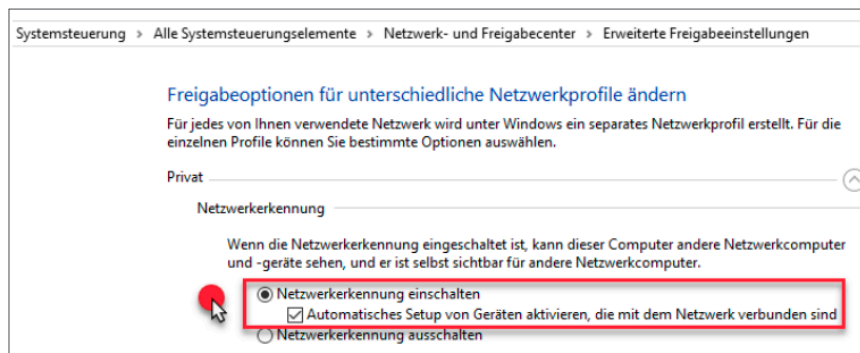 Systemsteuerung > Alle Systemsteuerungselemente > Netzwerk- und Freigabecenter > Erweiterte Freigabeeinstellungen
Freigabeoptionen für unterschiedliche Netzwerkprofile ändern
Für jedes von Ihnen verwendete Netzwerk wird unter Windows ein separates Netzwerkprofil erstellt. Für die
einzelnen Profile können Sie bestimmte Optionen auswählen.
Privat
Netzwerkerkennung
Wenn die Netzwerkerkennung eingeschaltet ist, kann dieser Computer andere Netzwerkcomputer
und -geräte sehen, und er ist selbst sichtbar für andere Netzwerkcomputer.
Netzwerkerkennung einschalten
Automatisches Setup von Geräten aktivieren, die mit dem Netzwerk verbunden sind
Netzwerkerkennung ausschalten